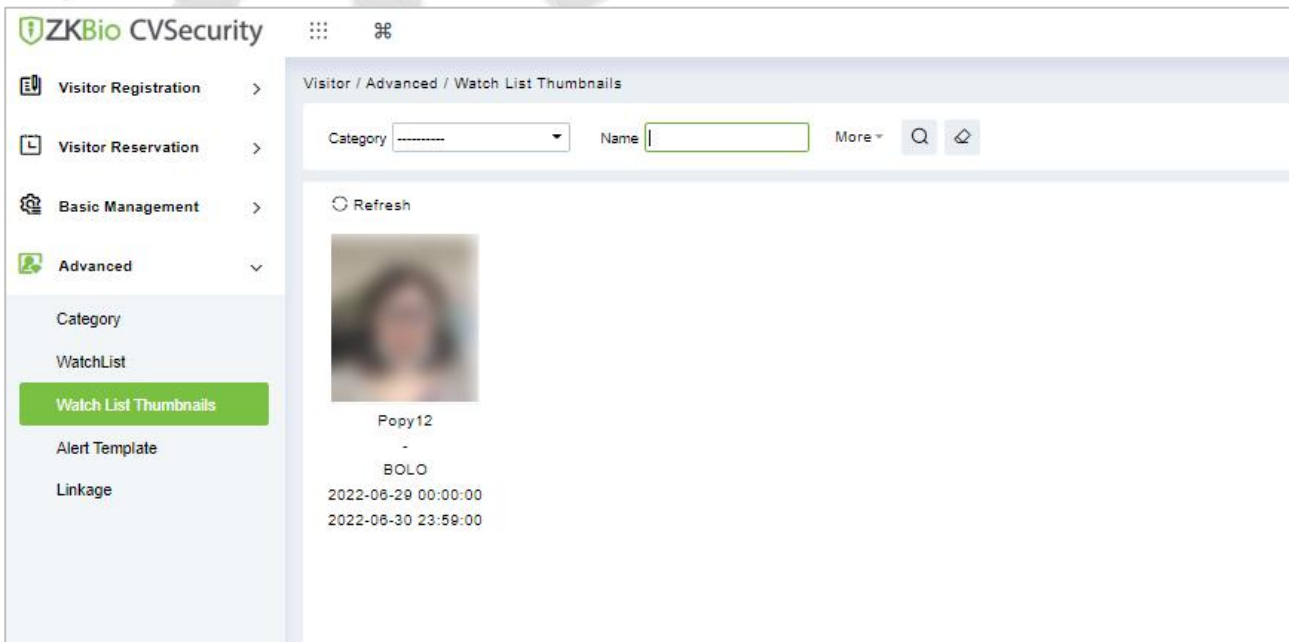 ZKBio CVSecurity
Visitor Registration
Visitor Reservation
Basic Management
Advanced
Category
WatchList
Watch List Thumbnails
Alert Template
Linkage
Visitor / Advanced / Watch List Thumbnails
Category ---------- Name More
Refresh
Popy12
-
BOLO
2022-06-29 00:00:00
2022-06-30 23:59:00